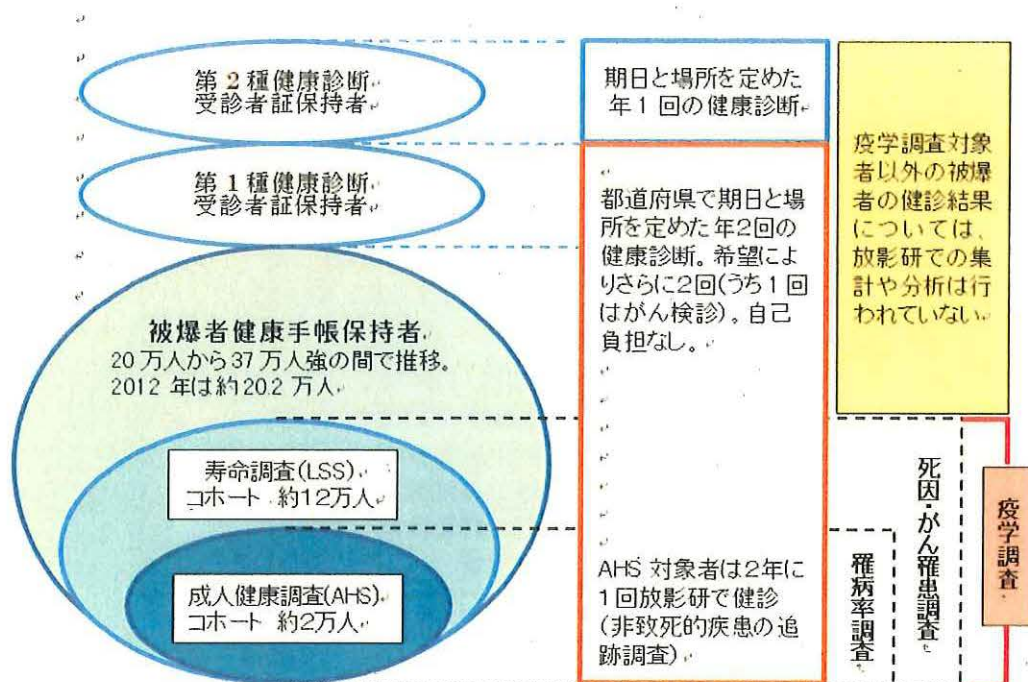 第2種健康診断
受診者証保持者
第1種健康診断
受診者証保持者
被爆者健康手帳保持者
20万人から37万人強の間で推移。
2012年は約20.2万人
寿命調査(LSS)
コホート 約12万人
成人健康調査(AHS)
コホート 約2万人
期日と場所を定めた
年1回の健康診断
都道府県で期日と場
所を定めた年2回の
健康診断。希望によ
りさらに2回(うち1回
はがん検診)。自己
負担なし。
AHS 対象者は2年に
1回放影研で健診
(非致死的疾患の追
跡調査)
疫学調査対象
者以外の被爆
者の健診結果
については、
放影研での集
計や分析は行
われていない
罹病率調査
死因・がん罹患調査
疫学調査